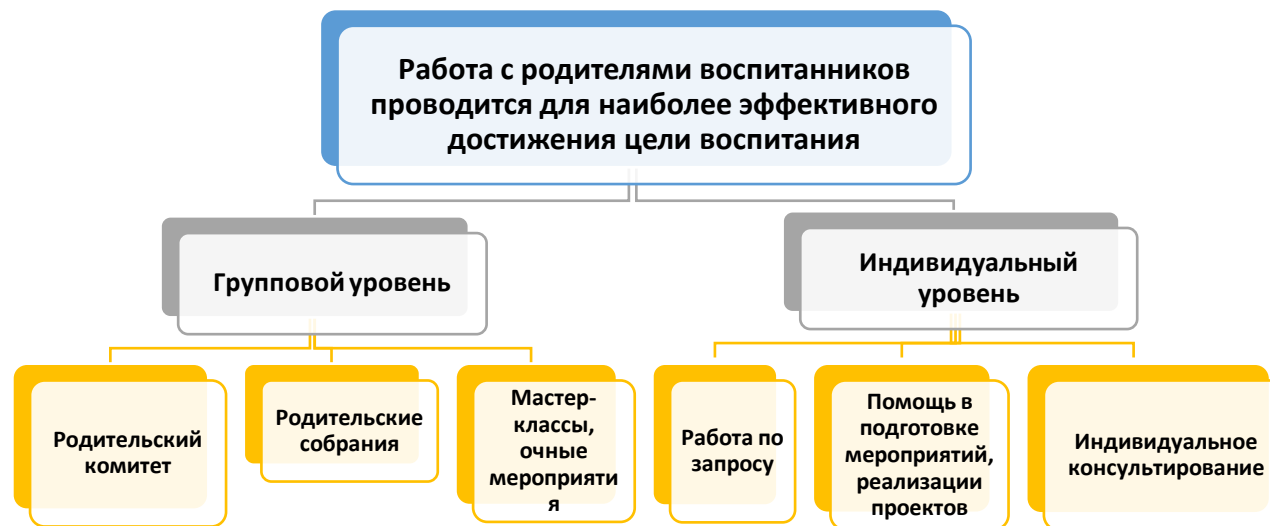 Работа с родителями воспитанников
проводится для наиболее эффективного
достижения цели воспитания
Групповой уровень
Индивидуальный
уровень
Родительский
комитет
Родительские
собрания
Мастер-
классы,
очные
мероприяти
я
Работа по
запросу
Помощь в
подготовке
мероприятий,
реализации
проектов
Индивидуальное
консультирование